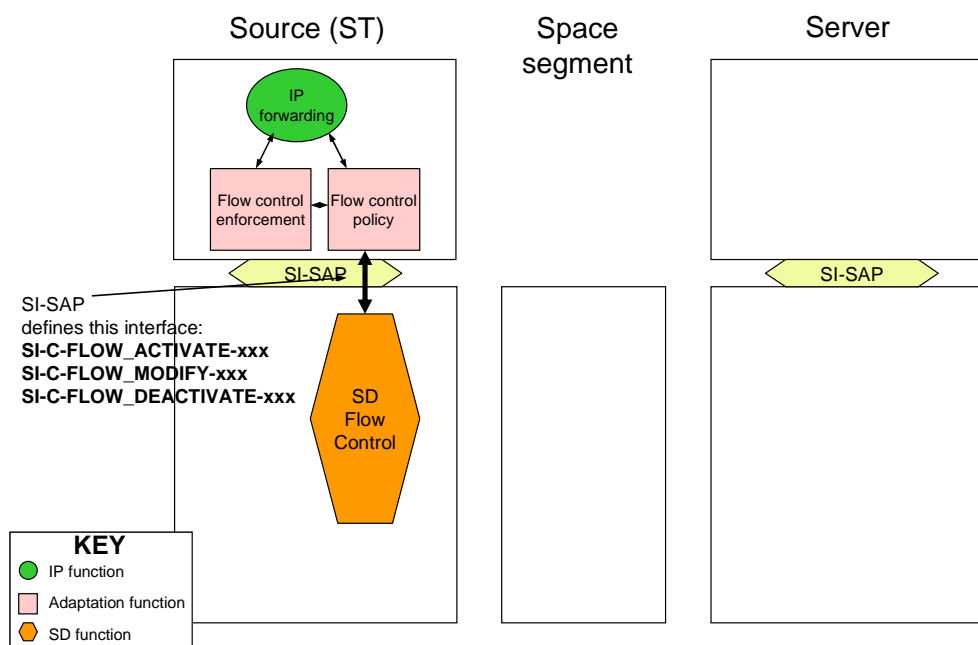 Source (ST)
Space
segment
Server
IP
forwarding
Flow control
enforcement
Flow control
policy
SI-SAP
SI-SAP
SI-SAP
defines this interface:
SI-C-FLOW_ACTIVATE-xxx
SI-C-FLOW_MODIFY-xxx
SI-C-FLOW_DEACTIVATE-xxx
SD
Flow
Control
KEY
IP function
Adaptation function
SD function